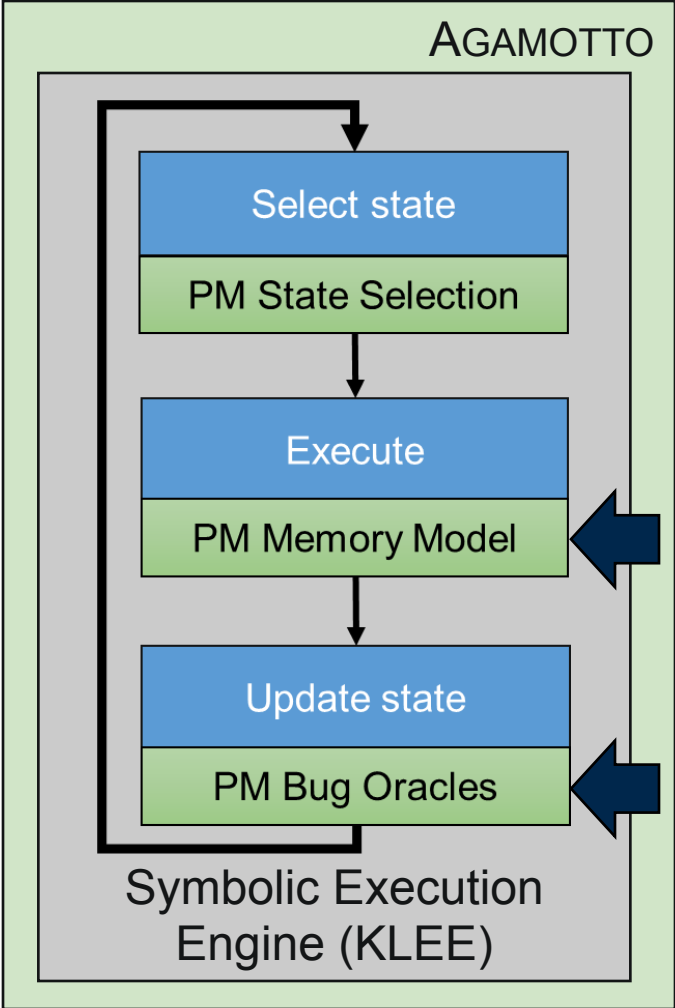 AGAMOTTO
Select state
PM State Selection
Execute
PM Memory Model
Update state
PM Bug Oracles
Symbolic Execution
Engine (KLEE)